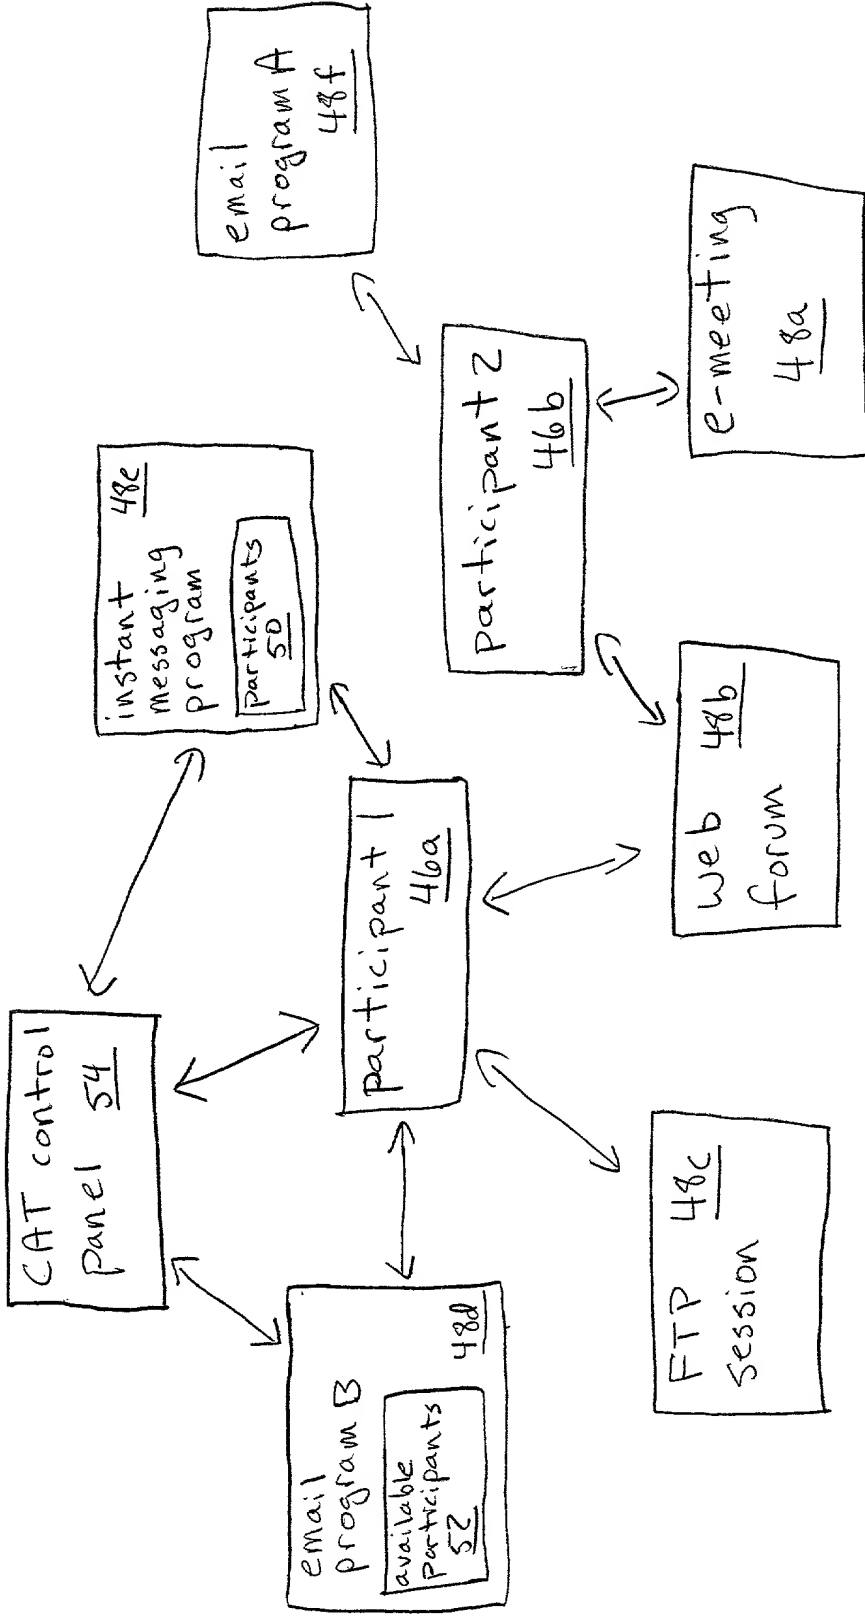 CAT control
panel 54
instant 48e
messaging
program
participants
50
email
program A
48f
email
program B
available
participants
52
48d
participant 1
46a
participant 2
46b
FTP 48c
session
web 48b
forum
e-meeting
48a